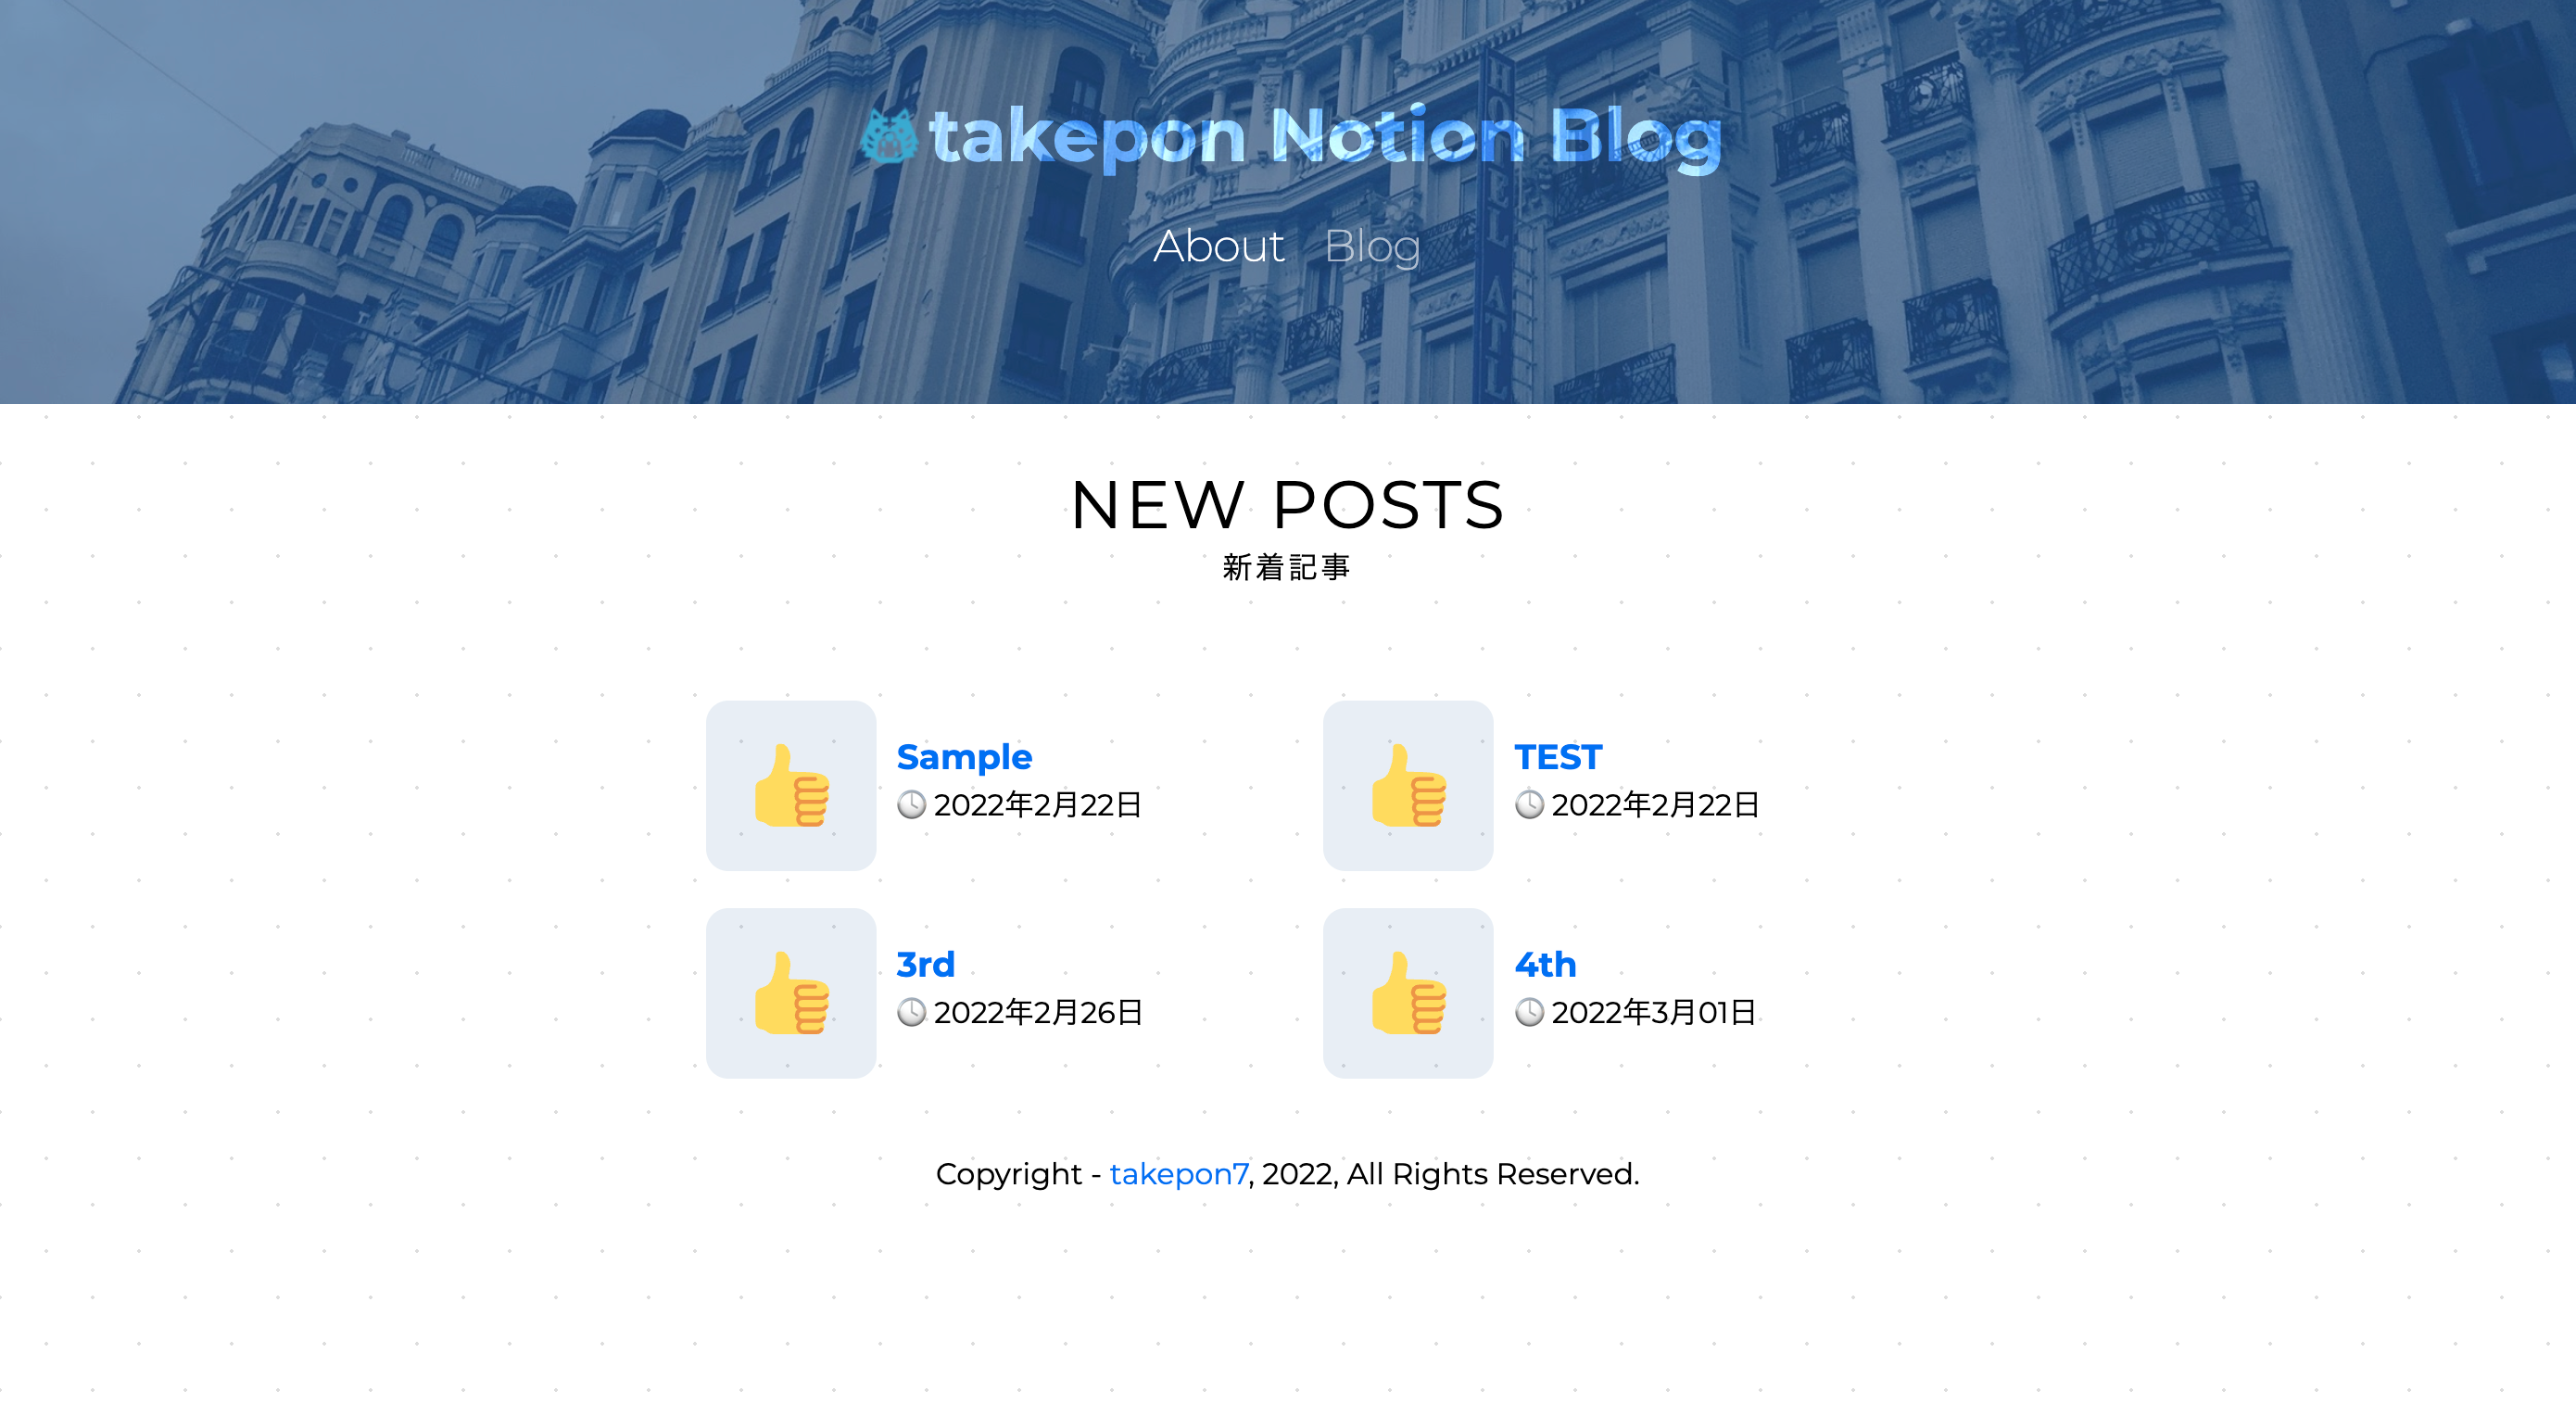 takepon Notion Blog
About Blog
NEW POSTS
新着記事
Sample
2022年2月22日
TEST
2022年2月22日
3rd
2022年2月26日
4th
2022年3月01日
Copyright - takepon7, 2022, All Rights Reserved.